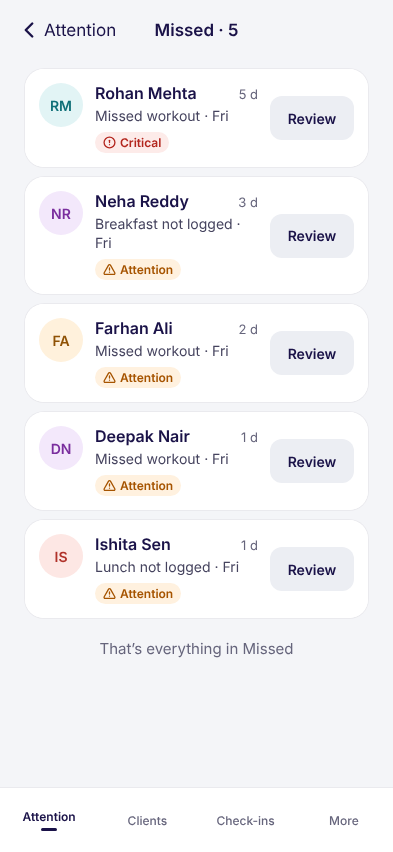 Attention
Missed · 5
RM
Rohan Mehta
5 d
Missed workout · Fri
Critical
Review
NR
Neha Reddy
3 d
Breakfast not logged ·
Fri
Attention
Review
FA
Farhan Ali
2 d
Missed workout · Fri
Attention
Review
DN
Deepak Nair
1 d
Missed workout · Fri
Attention
Review
IS
Ishita Sen
1 d
Lunch not logged · Fri
Attention
Review
That’s everything in Missed
Attention
Clients
Check-ins
More